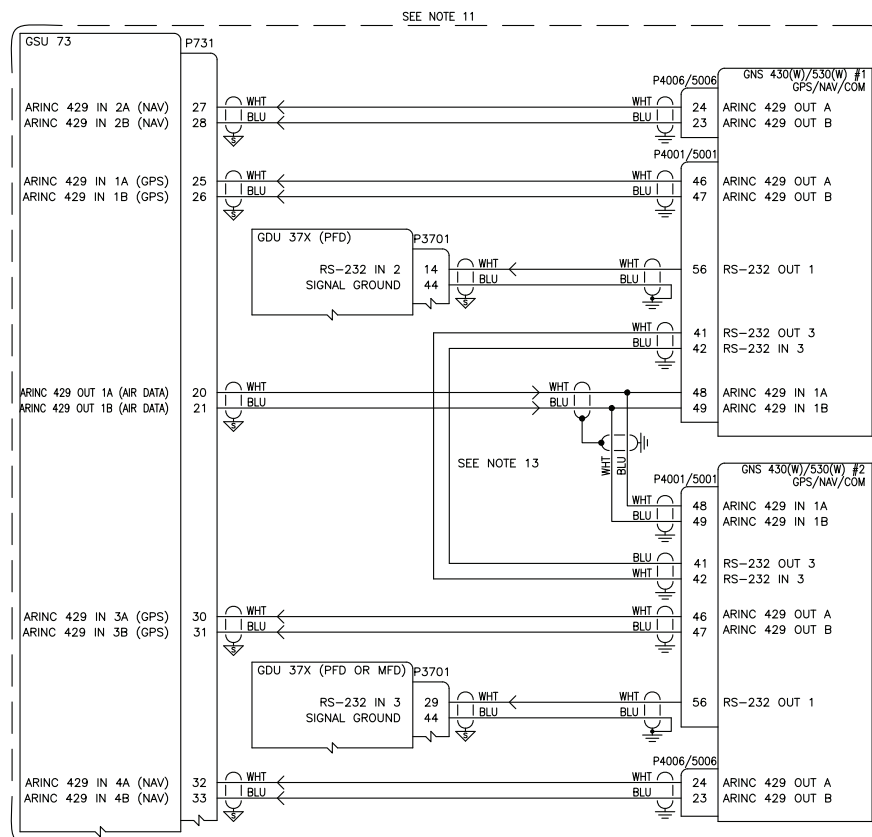 SEE NOTE 11
GSU 73
P731
GNS 430(W)/530(W) #1
GPS/NAV/COM
P4006/5006
ARINC 429 IN 2A (NAV) 27 WHT WHT 24 ARINC 429 OUT A
ARINC 429 IN 2B (NAV) 28 BLU BLU 23 ARINC 429 OUT B
S
P4001/5001
ARINC 429 IN 1A (GPS) 25 WHT WHT 46 ARINC 429 OUT A
ARINC 429 IN 1B (GPS) 26 BLU BLU 47 ARINC 429 OUT B
S
GDU 37X (PFD) P3701
RS-232 IN 2 14 WHT WHT 56 RS-232 OUT 1
SIGNAL GROUND 44 BLU BLU
S
WHT 41 RS-232 OUT 3
BLU 42 RS-232 IN 3
ARINC 429 OUT 1A (AIR DATA) 20 WHT WHT 48 ARINC 429 IN 1A
ARINC 429 OUT 1B (AIR DATA) 21 BLU BLU 49 ARINC 429 IN 1B
S
SEE NOTE 13
WHT BLU
GNS 430(W)/530(W) #2
GPS/NAV/COM
P4001/5001
WHT 48 ARINC 429 IN 1A
BLU 49 ARINC 429 IN 1B
BLU 41 RS-232 OUT 3
WHT 42 RS-232 IN 3
ARINC 429 IN 3A (GPS) 30 WHT WHT 46 ARINC 429 OUT A
ARINC 429 IN 3B (GPS) 31 BLU BLU 47 ARINC 429 OUT B
S
GDU 37X (PFD OR MFD) P3701
RS-232 IN 3 29 WHT WHT 56 RS-232 OUT 1
SIGNAL GROUND 44 BLU BLU
S
P4006/5006
ARINC 429 IN 4A (NAV) 32 WHT WHT 24 ARINC 429 OUT A
ARINC 429 IN 4B (NAV) 33 BLU BLU 23 ARINC 429 OUT B
S